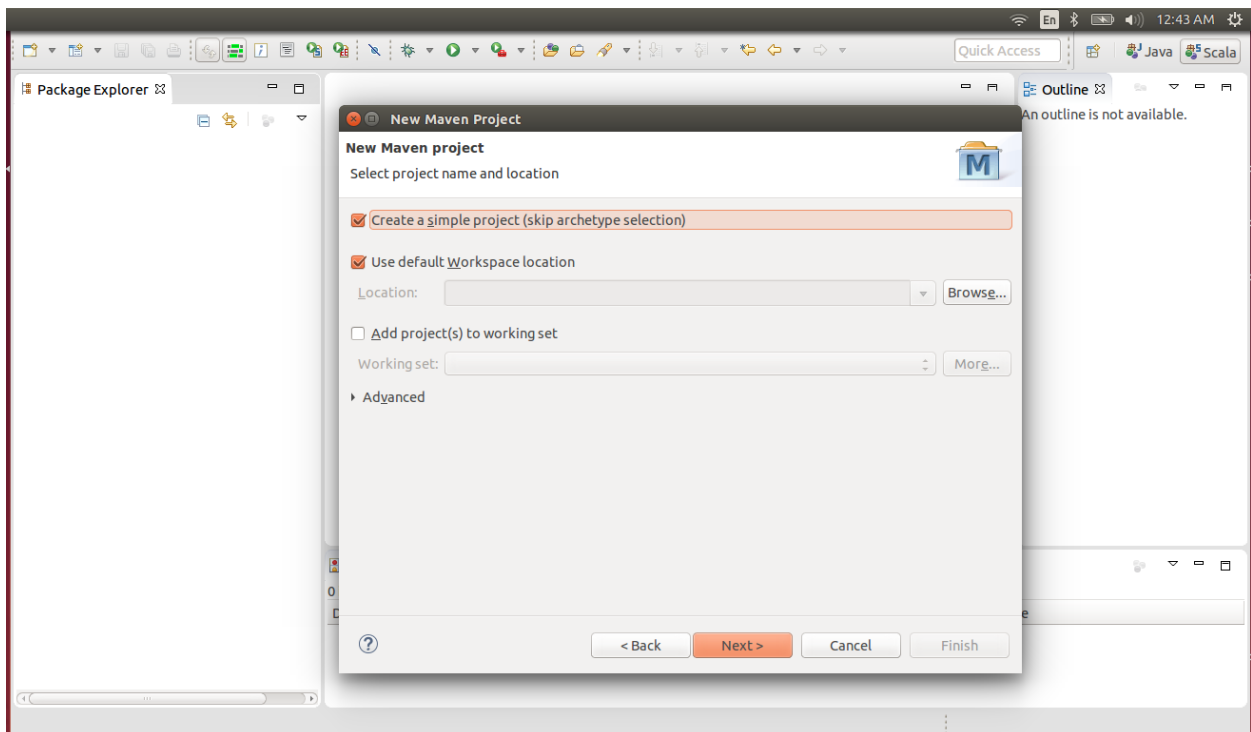 En 12:43 AM
Quick Access Java Scala
Package Explorer
Outline
An outline is not available.
New Maven Project
New Maven project
Select project name and location
M
Create a simple project (skip archetype selection)
Use default Workspace location
Location: Browse...
Add project(s) to working set
Working set: More...
Advanced
0
D e
? < Back Next > Cancel Finish